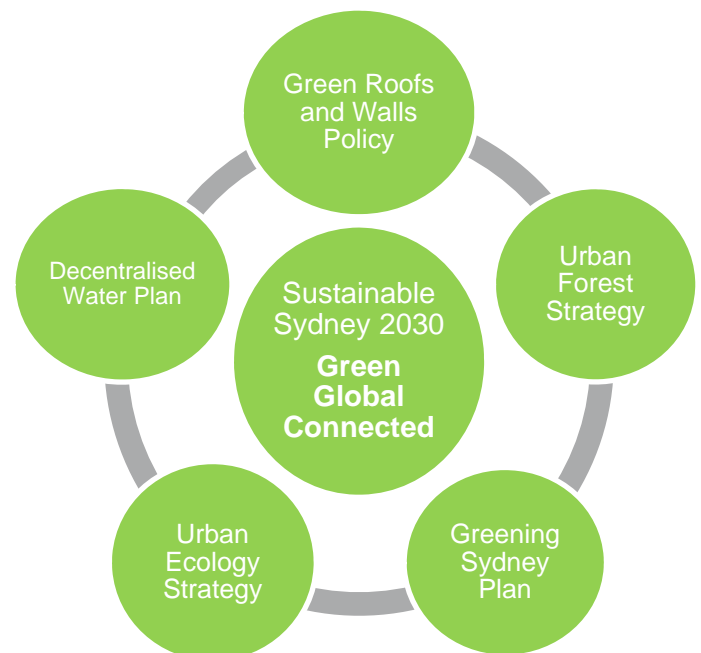 Green Roofs
and Walls
Policy
Urban
Forest
Strategy
Greening
Sydney
Plan
Urban
Ecology
Strategy
Decentralised
Water Plan
Sustainable
Sydney 2030
Green
Global
Connected